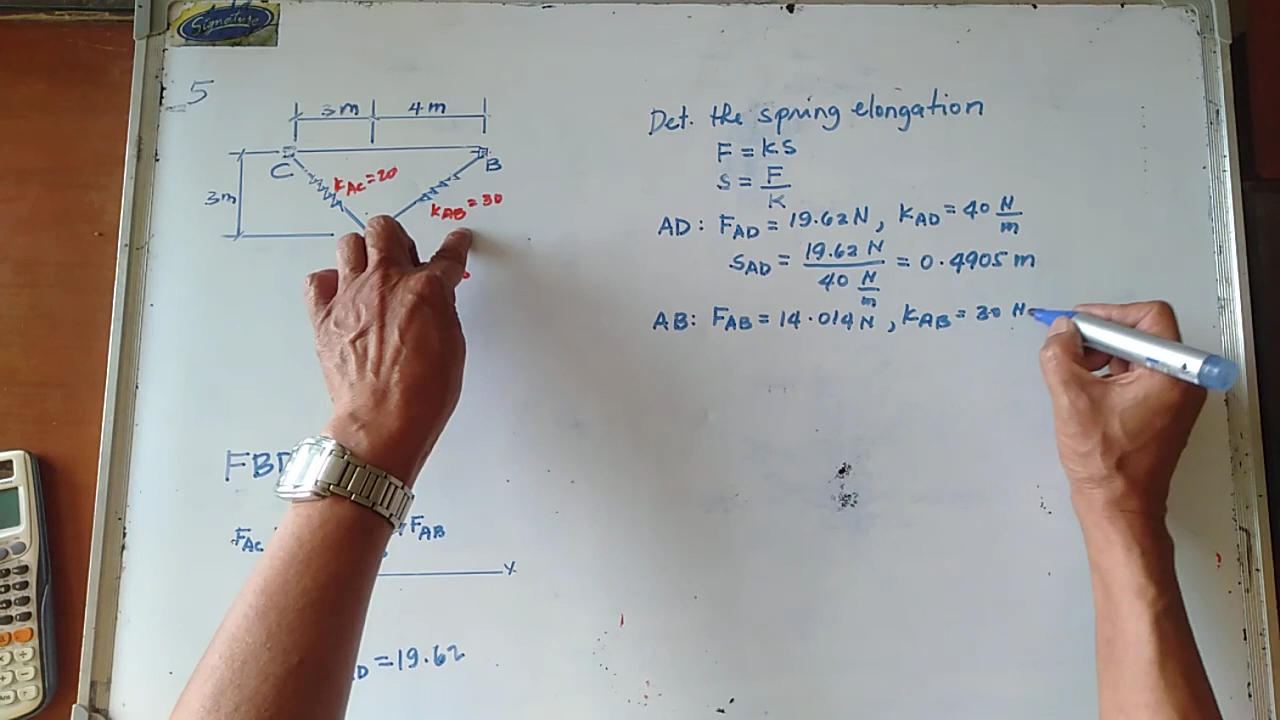 Signature
5
3m 4m
C B
3m
KAC = 20
KAB = 30
FAC FAB
x
= 19.62
Det. the spring elongation
F = KS
S = F/K
AD: FAD = 19.62 N, KAD = 40 N/m
SAD = 19.62 N / 40 N/m = 0.4905 m
AB: FAB = 14.014 N, KAB = 30 N